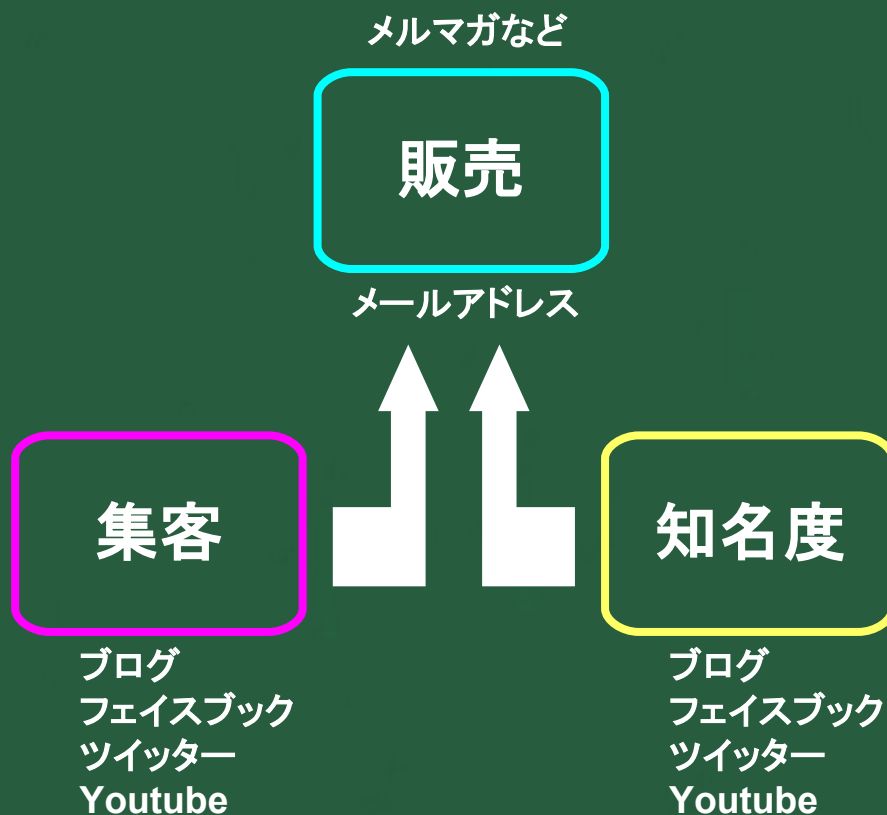 メルマガなど
販売
メールアドレス
集客
ブログ
フェイスブック
ツイッター
Youtube
知名度
ブログ
フェイスブック
ツイッター
Youtube